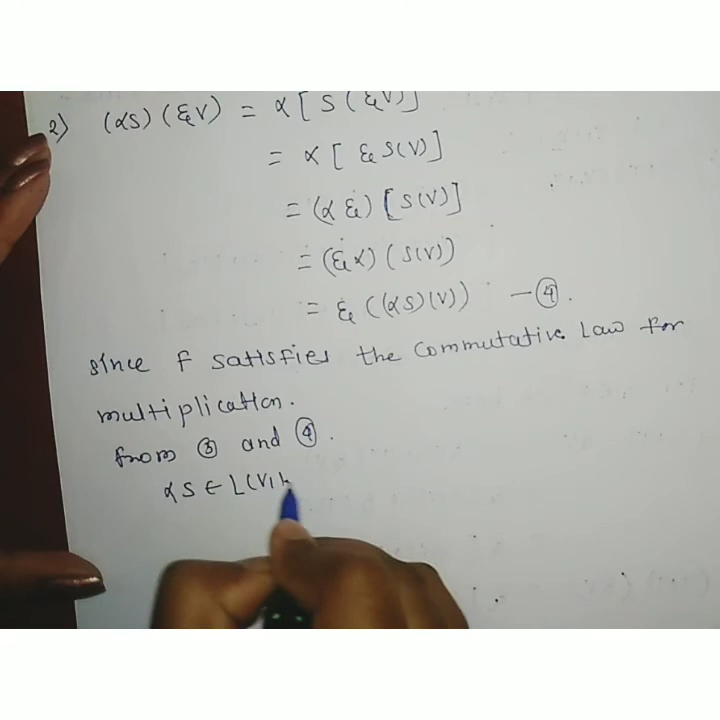 2) (αS)(ξv) = α[S(ξv)]
= α[ξS(v)]
= (αξ)[S(v)]
= (ξα)(S(v))
= ξ((αS)(v)) — ④.
since F satisfies the commutative Law for
multiplication.
from ③ and ④.
αS ∈ L(V,